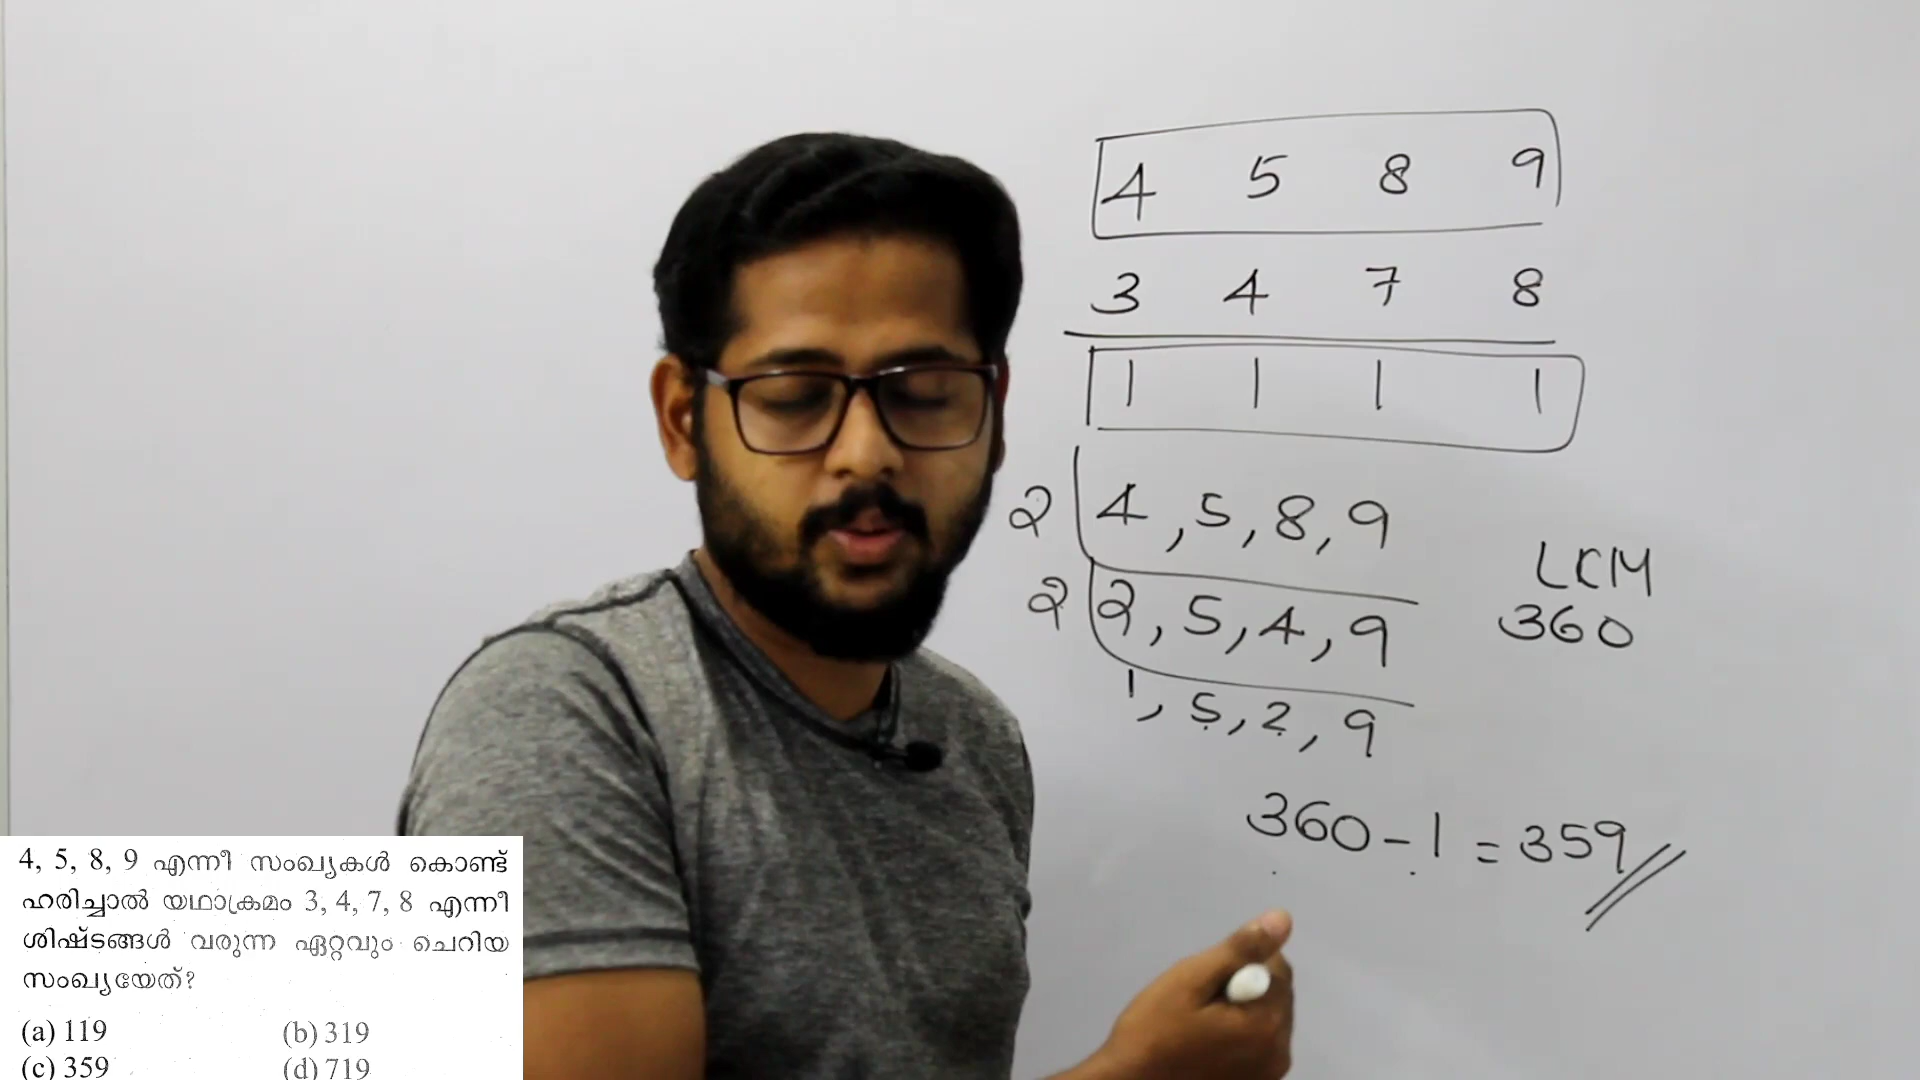 4 5 8 9
3 4 7 8
1 1 1 1
2 4, 5, 8, 9
2 2, 5, 4, 9
1, 5, 2, 9
LCM
360
360 - 1 = 359
4, 5, 8, 9 എന്നീ സംഖ്യകൾ കൊണ്ട്
ഹരിച്ചാൽ യഥാക്രമം 3, 4, 7, 8 എന്നീ
ശിഷ്ടങ്ങൾ വരുന്ന ഏറ്റവും ചെറിയ
സംഖ്യയേത്?
(a) 119 (b) 319
(c) 359 (d) 719